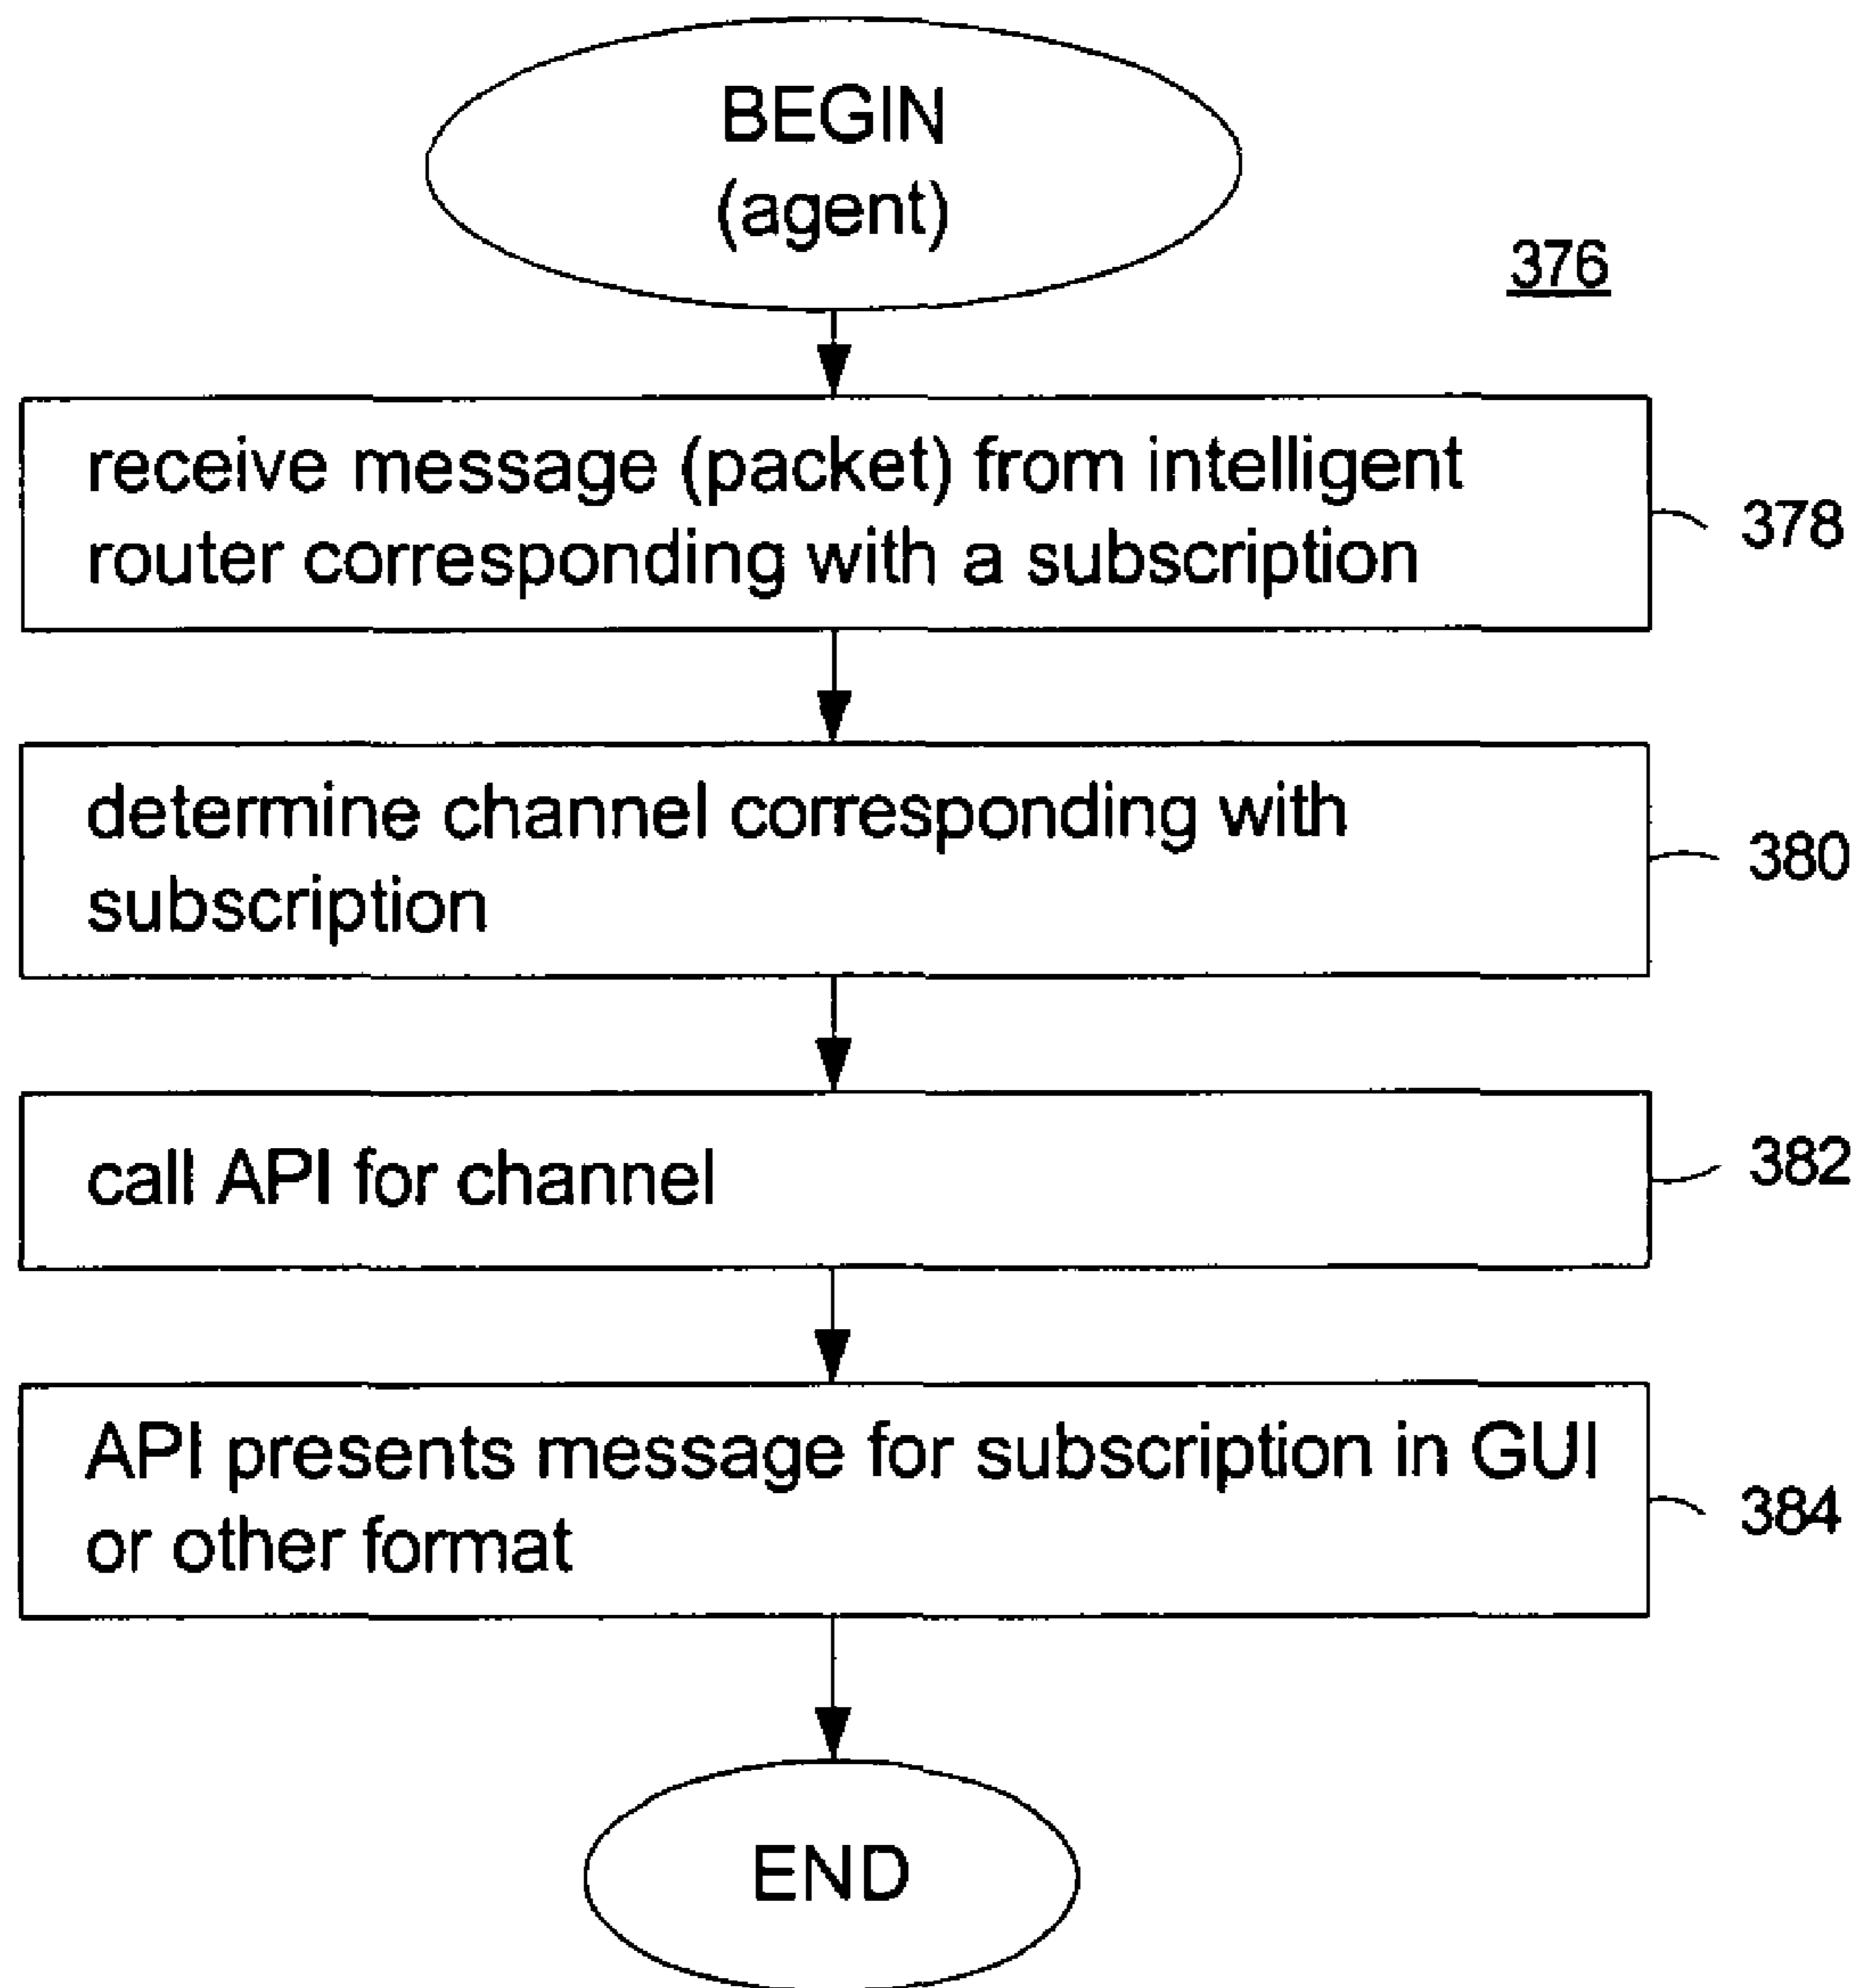 BEGIN
(agent)
376
receive message (packet) from intelligent
router corresponding with a subscription
378
determine channel corresponding with
subscription
380
call API for channel
382
API presents message for subscription in GUI
or other format
384
END